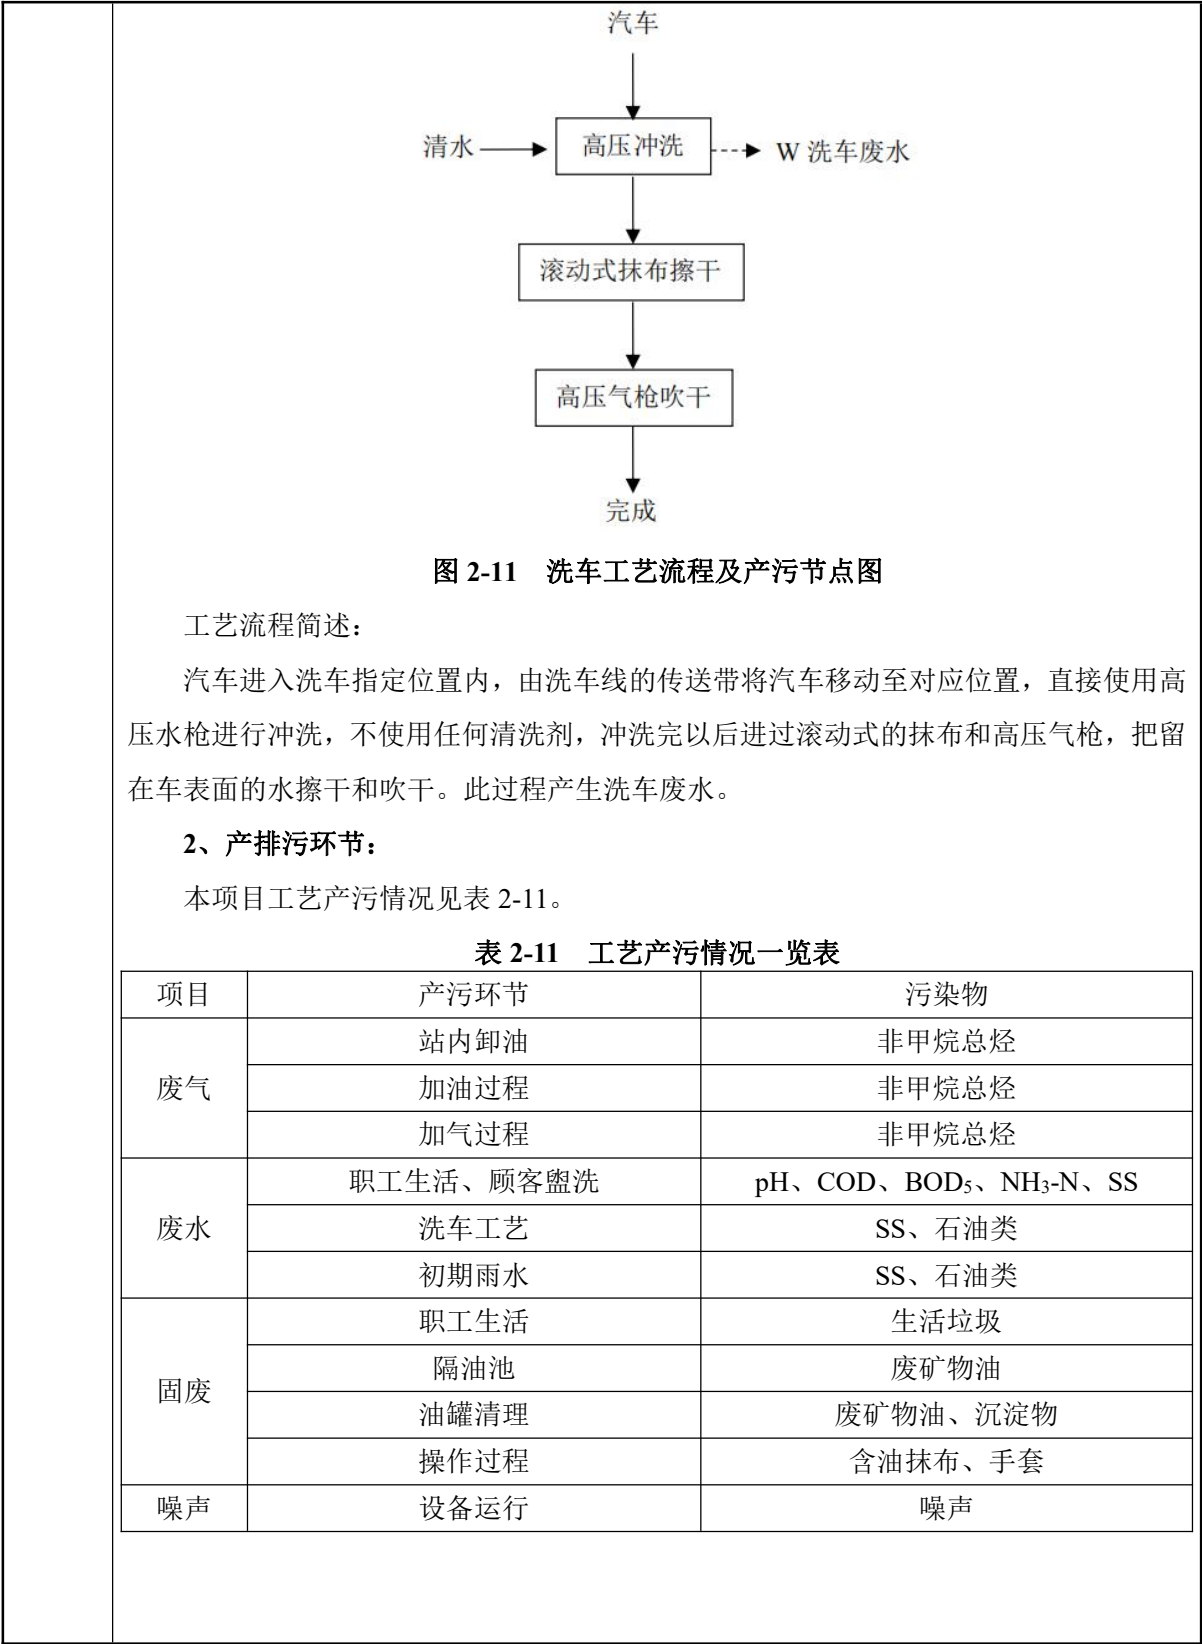 汽车
清水
高压冲洗
W 洗车废水
滚动式抹布擦干
高压气枪吹干
完成
图 2-11 洗车工艺流程及产污节点图
工艺流程简述：
汽车进入洗车指定位置内，由洗车线的传送带将汽车移动至对应位置，直接使用高
压水枪进行冲洗，不使用任何清洗剂，冲洗完以后进过滚动式的抹布和高压气枪，把留
在车表面的水擦干和吹干。此过程产生洗车废水。
2、产排污环节：
本项目工艺产污情况见表 2-11。
表 2-11 工艺产污情况一览表
项目 产污环节 污染物
废气 站内卸油 非甲烷总烃
加油过程 非甲烷总烃
加气过程 非甲烷总烃
废水 职工生活、顾客盥洗 pH、COD、BOD₅、NH₃-N、SS
洗车工艺 SS、石油类
初期雨水 SS、石油类
固废 职工生活 生活垃圾
隔油池 废矿物油
油罐清理 废矿物油、沉淀物
操作过程 含油抹布、手套
噪声 设备运行 噪声